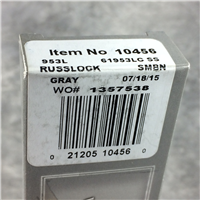 Item No 10456
953L 61953LC SS
RUSSLOCK SMBN
GRAY 07/18/15
WO# 1357538
0 21205 10456 0